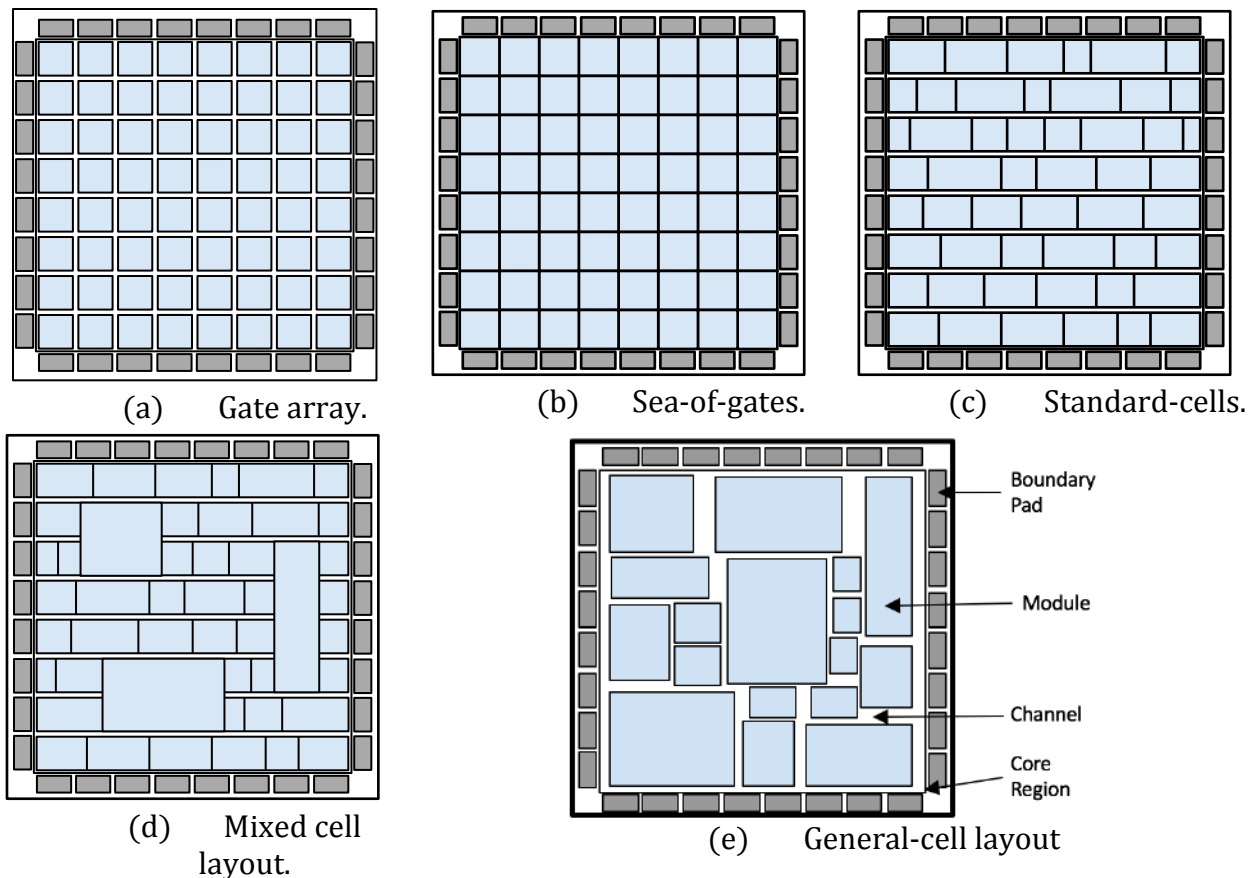 (a) Gate array.
(b) Sea-of-gates.
(c) Standard-cells.
Boundary
Pad
Module
Channel
Core
Region
(d) Mixed cell
layout.
(e) General-cell layout